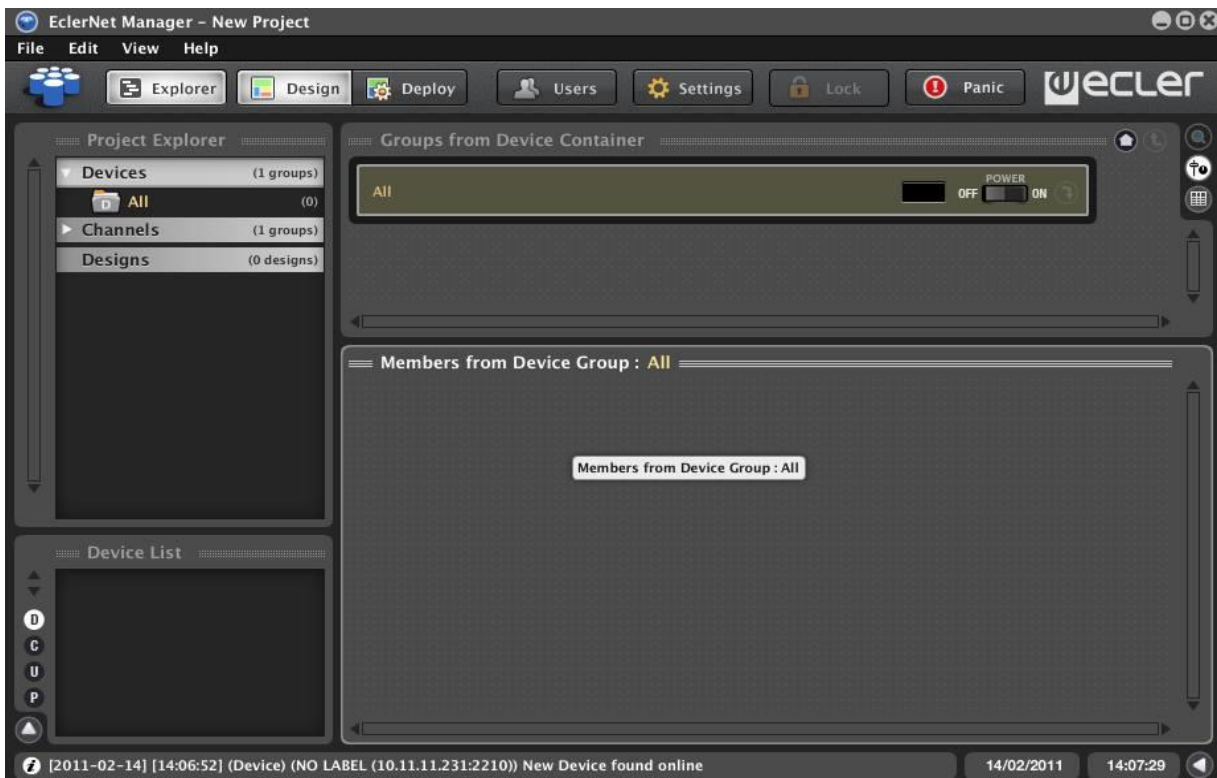 EclerNet Manager – New Project
File Edit View Help
Explorer Design Deploy Users Settings Lock Panic ecler
Project Explorer
Devices (1 groups)
D All (0)
Channels (1 groups)
Designs (0 designs)
Groups from Device Container
All POWER OFF ON
Members from Device Group : All
Members from Device Group : All
Device List
D
C
U
P
[2011-02-14] [14:06:52] (Device) (NO LABEL (10.11.11.231:2210)) New Device found online 14/02/2011 14:07:29